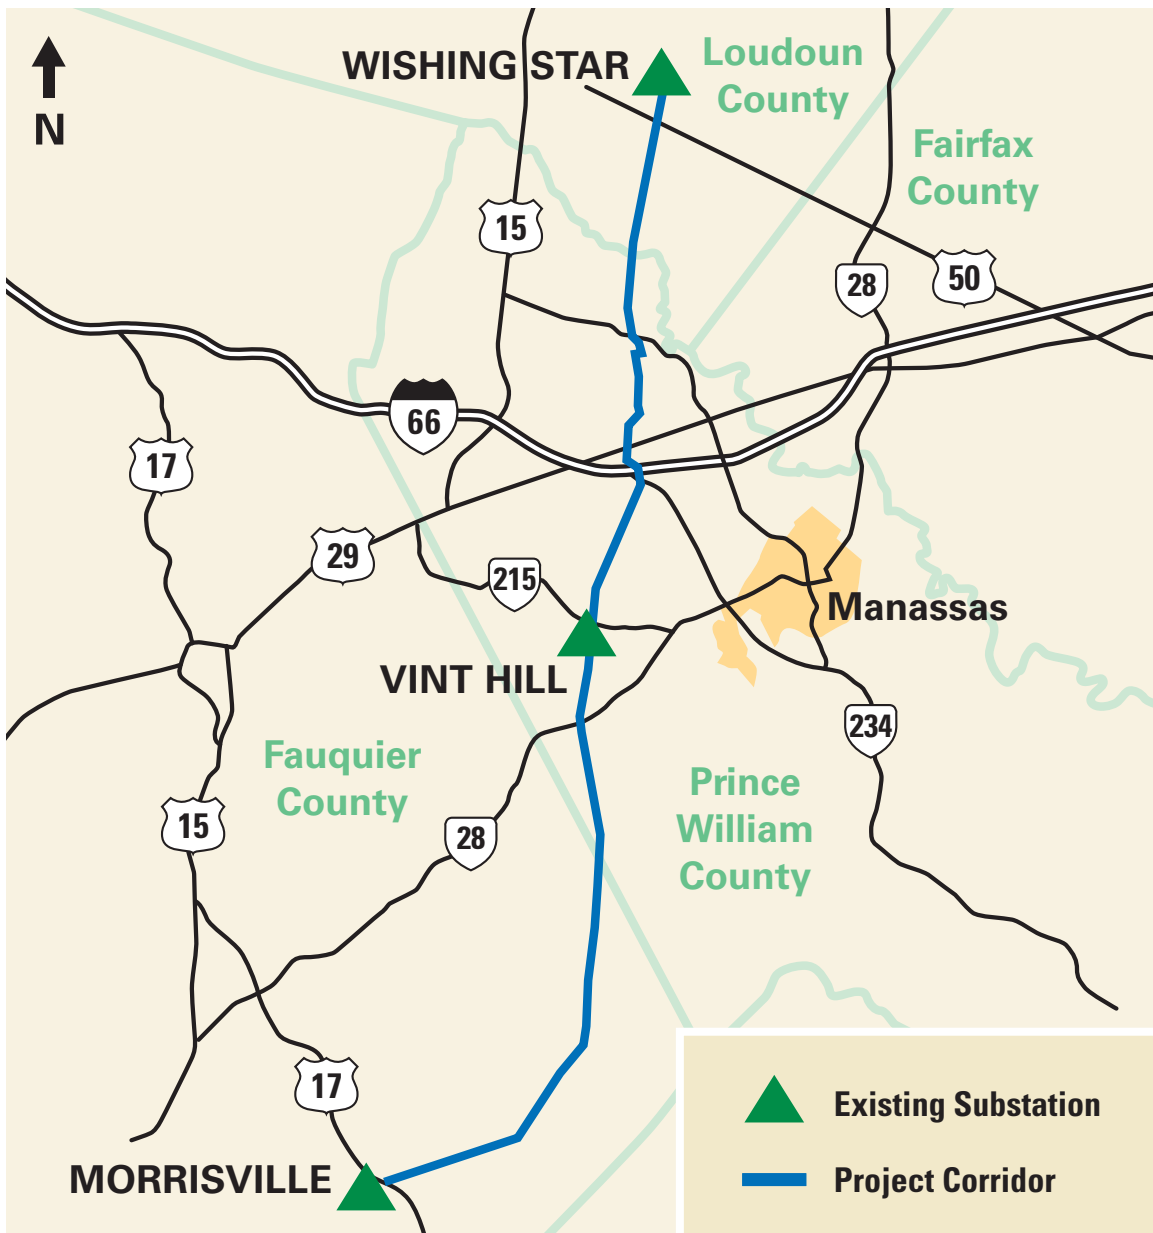 WISHING STAR
Loudoun
County
N
Fairfax
County
15
28
50
66
17
29
215
Manassas
VINT HILL
234
Fauquier
County
Prince
William
County
15
28
17
MORRISVILLE
Existing Substation
Project Corridor